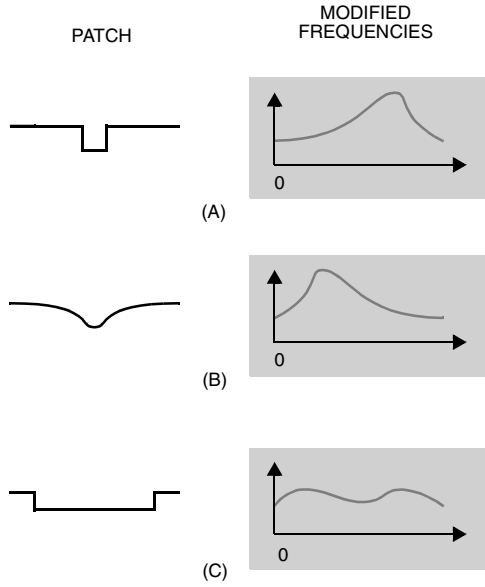 PATCH
MODIFIED
FREQUENCIES
0
(A)
0
(B)
0
(C)